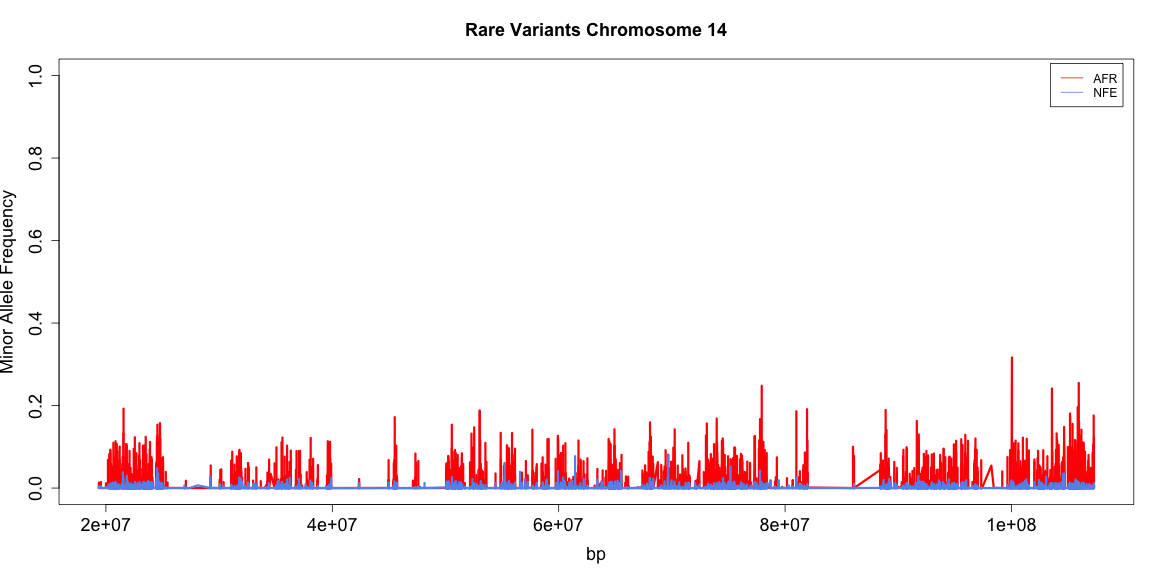 Rare Variants Chromosome 14
AFR
NFE
Minor Allele Frequency
1.0
0.8
0.6
0.4
0.2
0.0
2e+07 4e+07 6e+07 8e+07 1e+08
bp